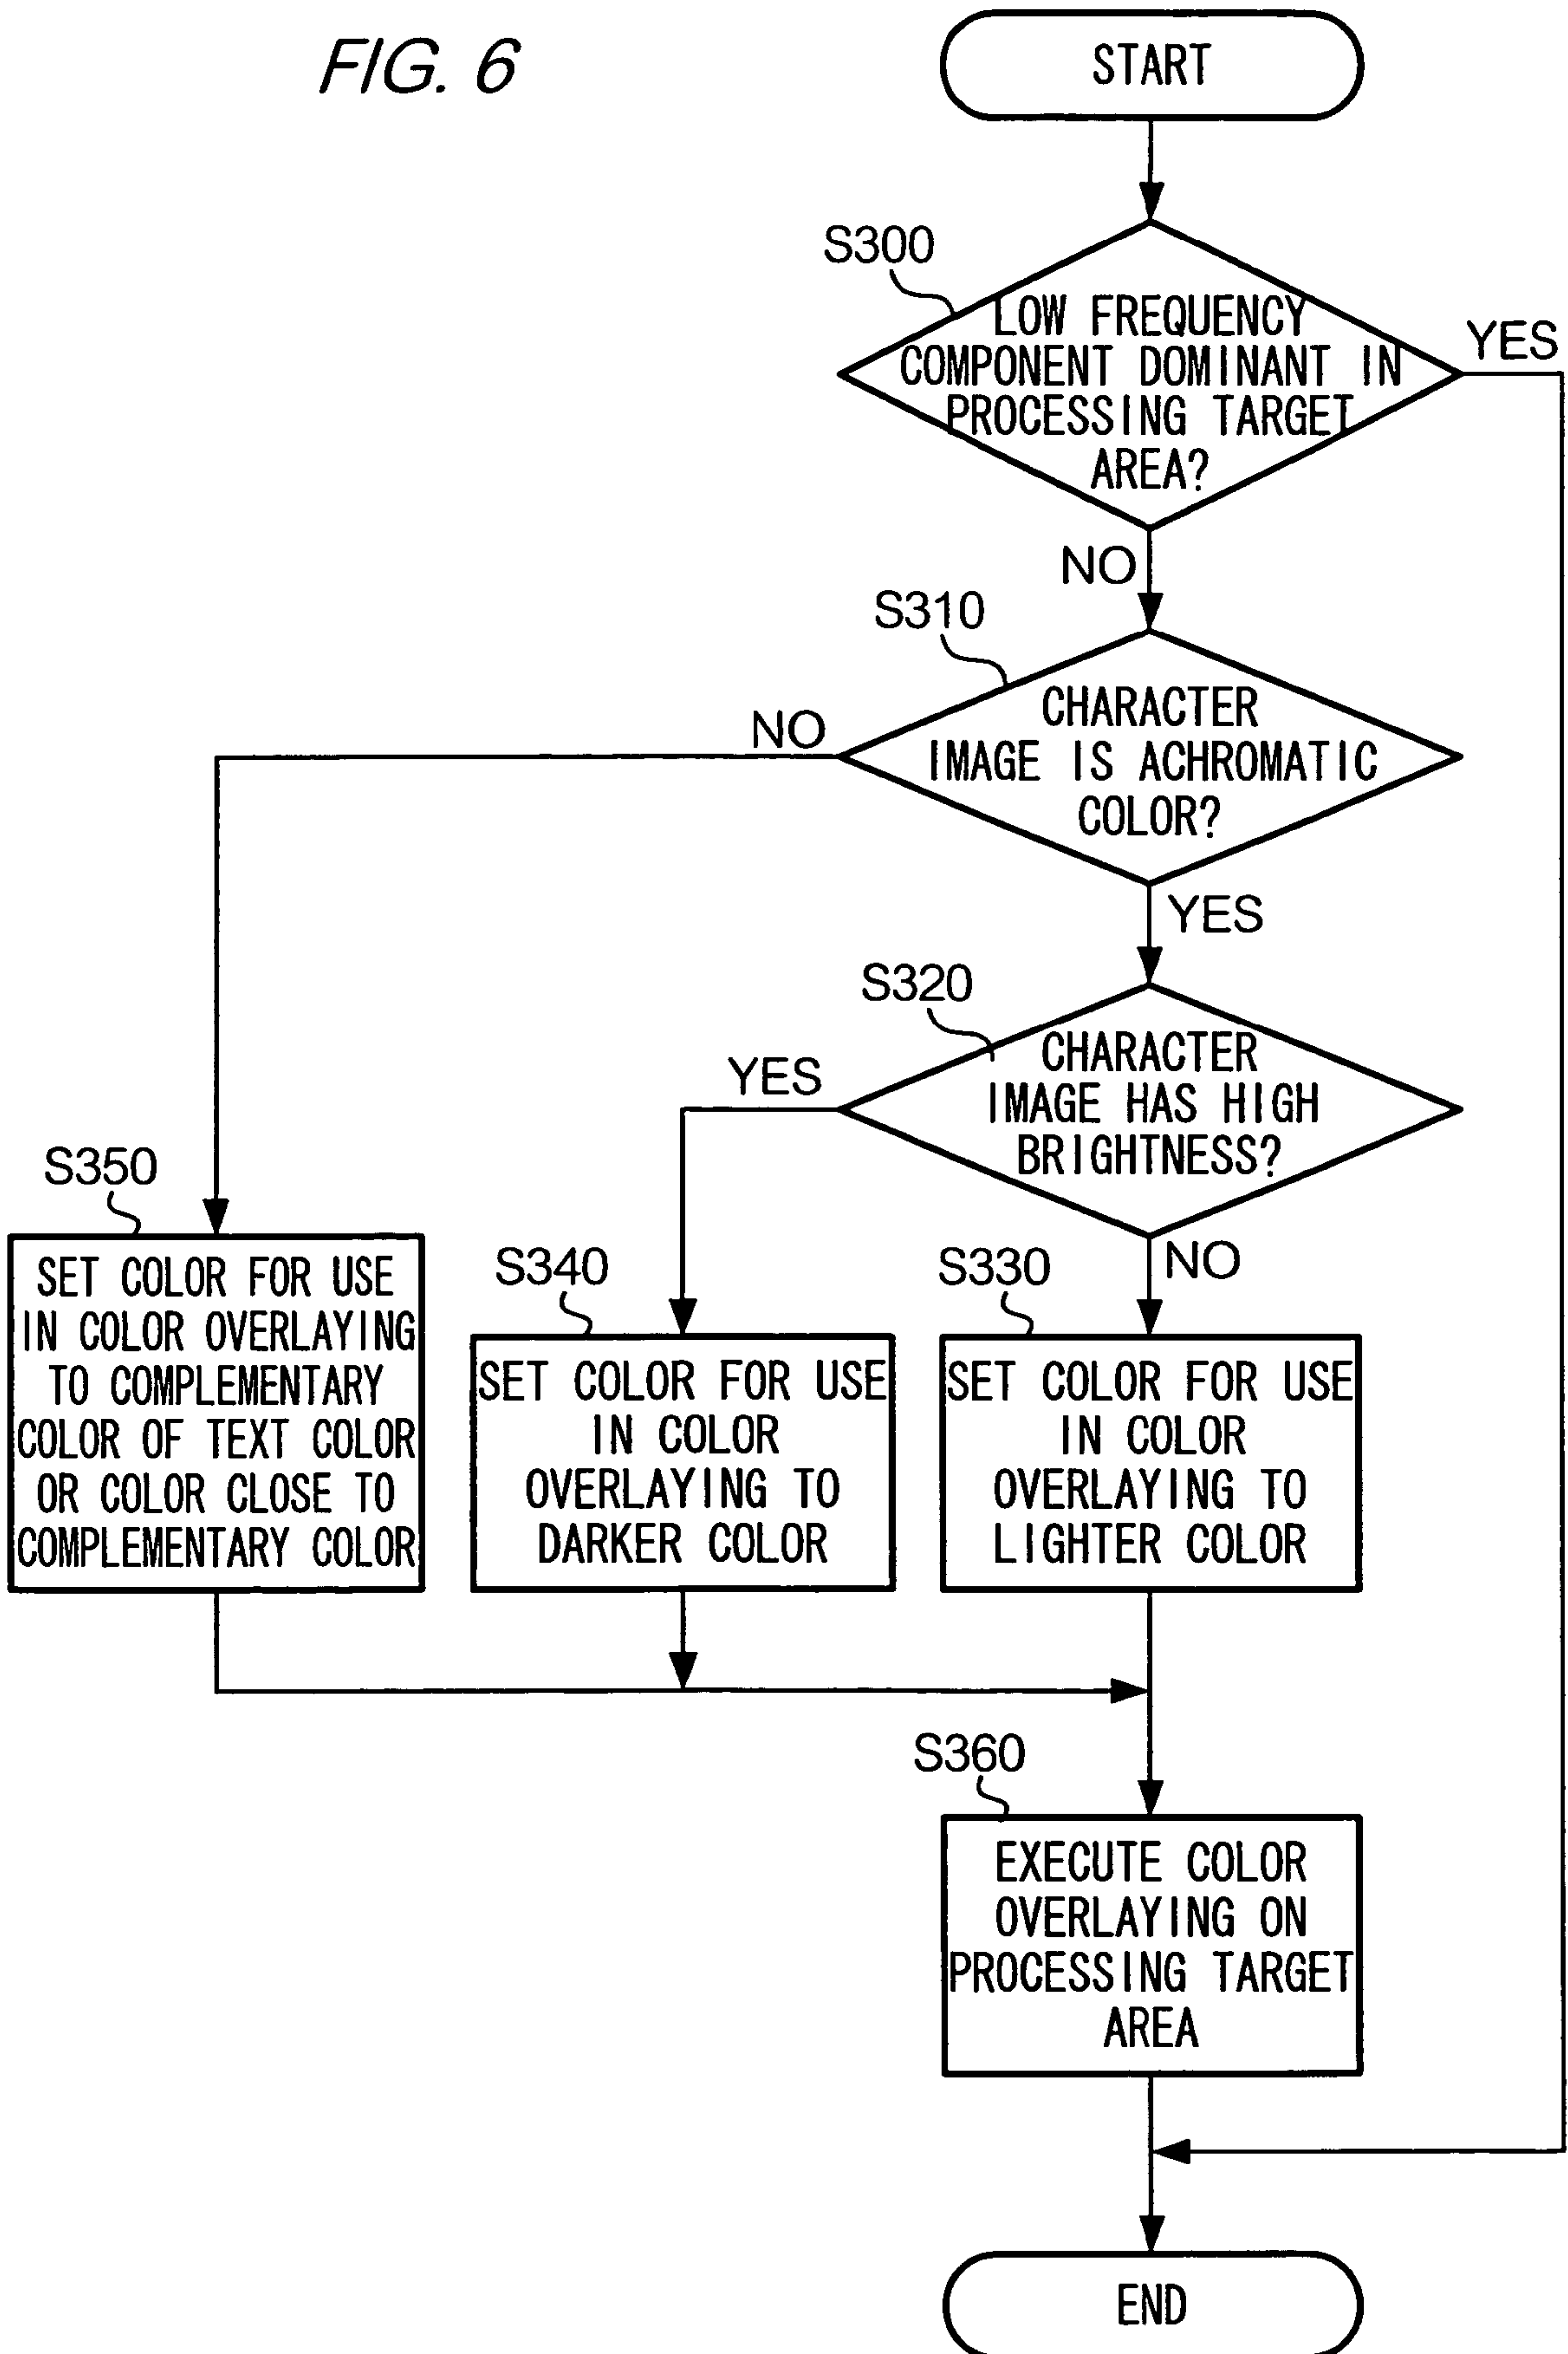 FIG. 6
START
S300
LOW FREQUENCY
COMPONENT DOMINANT IN
PROCESSING TARGET
AREA?
YES
NO
S310
CHARACTER
IMAGE IS ACHROMATIC
COLOR?
NO
YES
S320
CHARACTER
IMAGE HAS HIGH
BRIGHTNESS?
YES
NO
S350
SET COLOR FOR USE
IN COLOR OVERLAYING
TO COMPLEMENTARY
COLOR OF TEXT COLOR
OR COLOR CLOSE TO
COMPLEMENTARY COLOR
S340
SET COLOR FOR USE
IN COLOR
OVERLAYING TO
DARKER COLOR
S330
SET COLOR FOR USE
IN COLOR
OVERLAYING TO
LIGHTER COLOR
S360
EXECUTE COLOR
OVERLAYING ON
PROCESSING TARGET
AREA
END